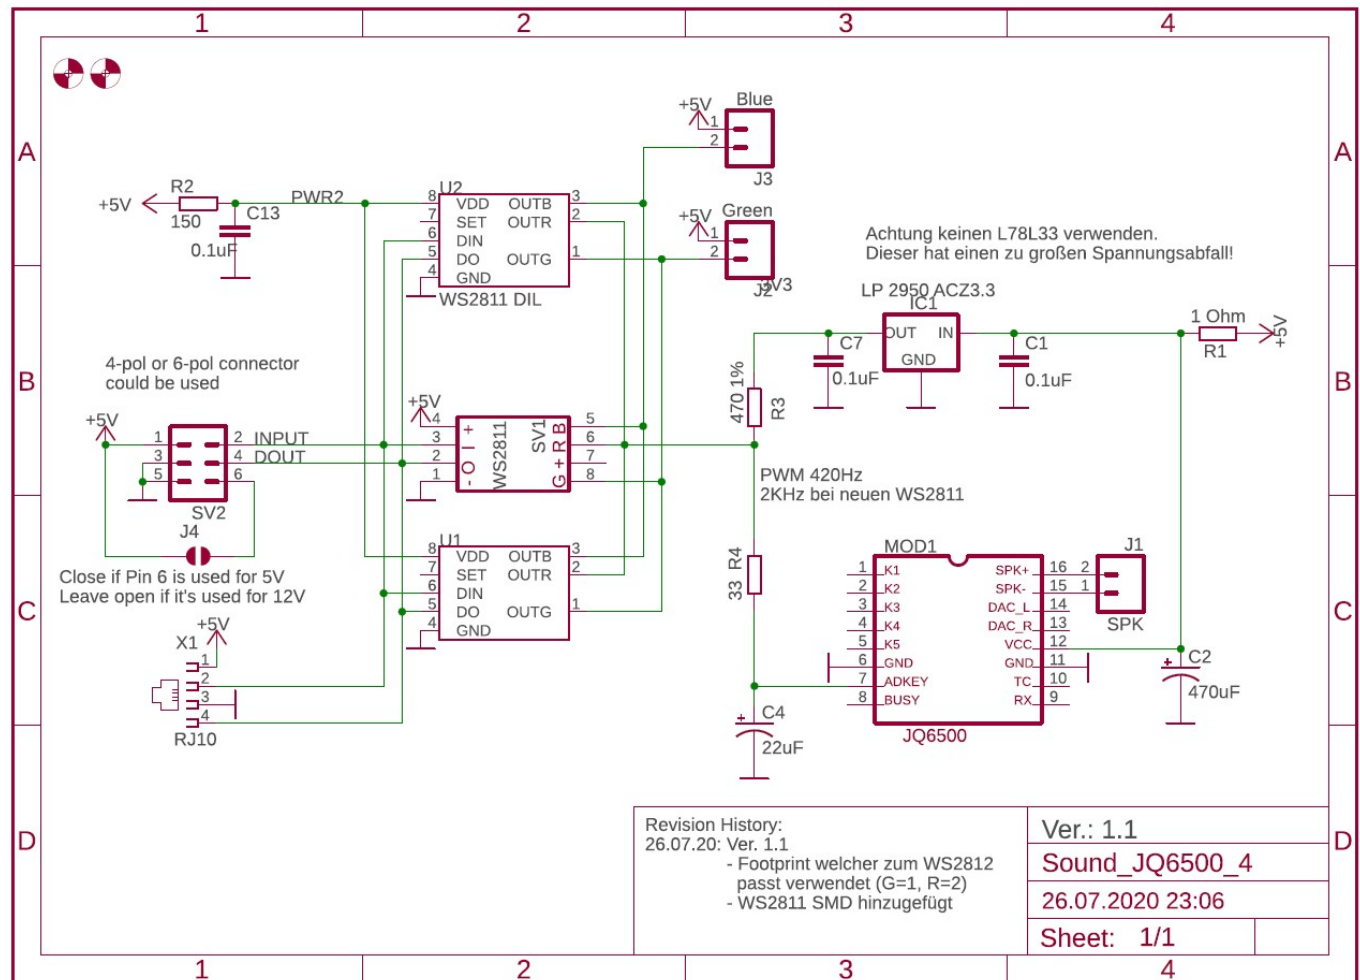 1 2 3 4
A A
B B
C C
D D
+5V
Blue
1
2
J3
+5V
Green
1
2
J2
3V3
R2
+5V
150
C13
0.1uF
PWR2
U2
8 VDD OUTB 3
7 SET OUTR 2
6 DIN
5 DO OUTG 1
4 GND
WS2811 DIL
Achtung keinen L78L33 verwenden.
Dieser hat einen zu großen Spannungsabfall!
LP 2950 ACZ3.3
IC1
OUT IN
GND
C7
0.1uF
C1
0.1uF
1 Ohm
R1
+5V
470 1%
R3
4-pol or 6-pol connector
could be used
+5V
1 2 INPUT
3 4 DOUT
5 6
SV2
J4
Close if Pin 6 is used for 5V
Leave open if it's used for 12V
+5V
4 + B 5
3 I R 6
2 O + 7
1 - G 8
WS2811
SV1
PWM 420Hz
2KHz bei neuen WS2811
R4
33
U1
8 VDD OUTB 3
7 SET OUTR 2
6 DIN
5 DO OUTG 1
4 GND
+5V
X1
1
2
3
4
RJ10
MOD1
1 K1 SPK+ 16
2 K2 SPK- 15
3 K3 DAC_L 14
4 K4 DAC_R 13
5 K5 VCC 12
6 GND GND 11
7 ADKEY TC 10
8 BUSY RX 9
JQ6500
J1
2
1
SPK
+
C2
470uF
+
C4
22uF
Revision History:
26.07.20: Ver. 1.1
- Footprint welcher zum WS2812
passt verwendet (G=1, R=2)
- WS2811 SMD hinzugefügt
Ver.: 1.1
Sound_JQ6500_4
26.07.2020 23:06
Sheet: 1/1
1 2 3 4